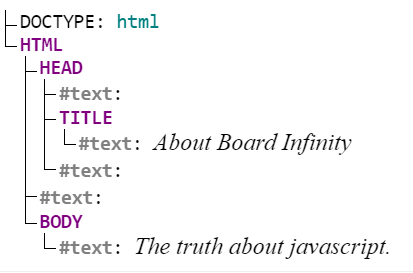 DOCTYPE: html
HTML
HEAD
#text:
TITLE
#text: About Board Infinity
#text:
#text:
BODY
#text: The truth about javascript.